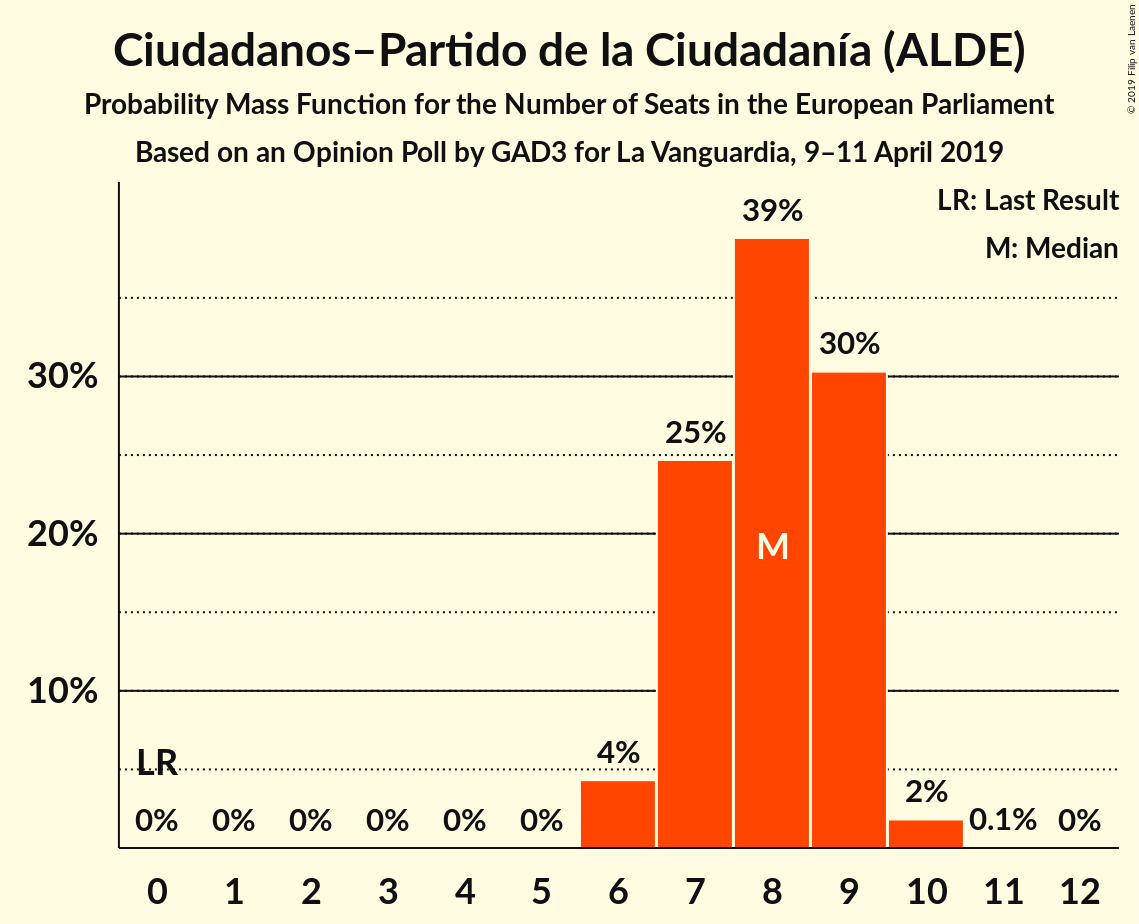 Ciudadanos–Partido de la Ciudadanía (ALDE)
Probability Mass Function for the Number of Seats in the European Parliament
Based on an Opinion Poll by GAD3 for La Vanguardia, 9–11 April 2019
© 2019 Filip van Laenen
LR: Last Result
M: Median
39%
30%
30%
25%
20%
M
10%
LR
4%
2%
0% 0% 0% 0% 0% 0% 0.1% 0%
0 1 2 3 4 5 6 7 8 9 10 11 12